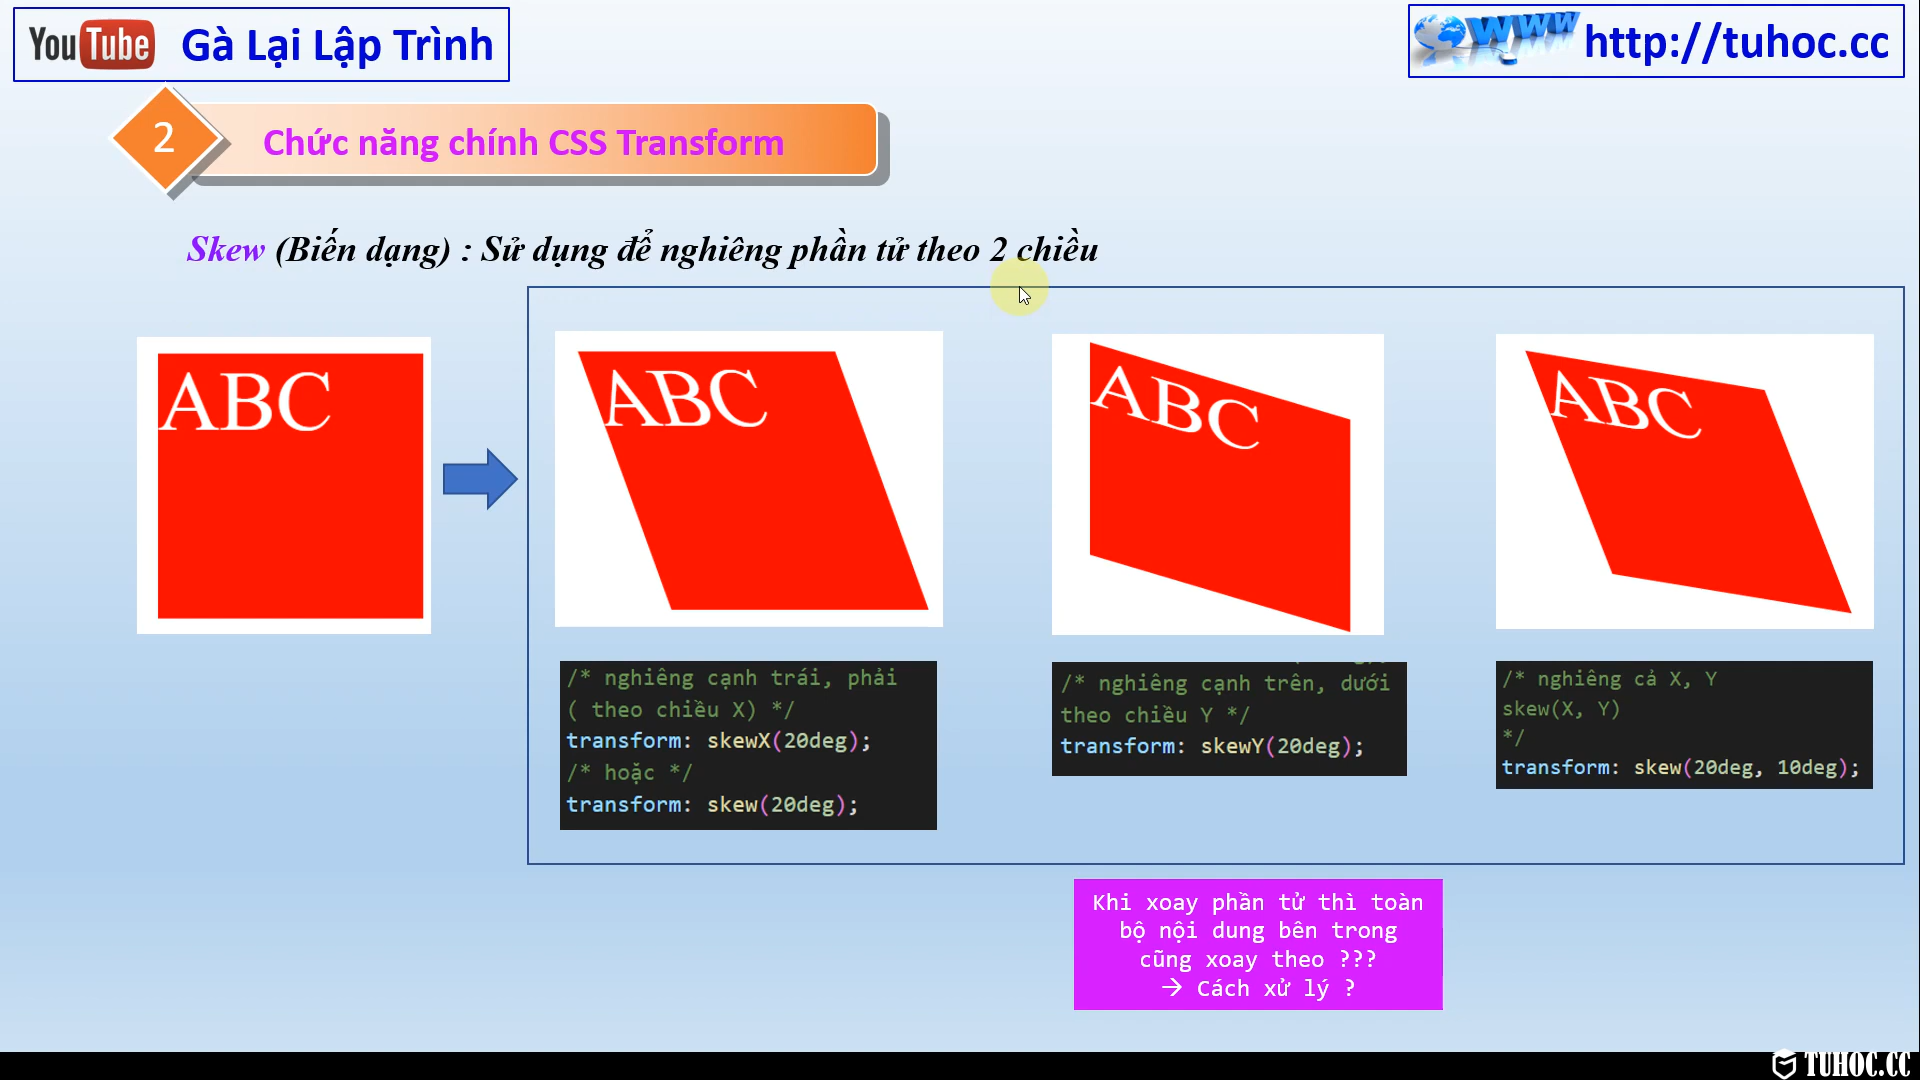 YouTube Gà Lại Lập Trình
WWW http://tuhoc.cc
2 Chức năng chính CSS Transform
Skew (Biến dạng) : Sử dụng để nghiêng phần tử theo 2 chiều
ABC
ABC
ABC
ABC
/* nghiêng cạnh trái, phải
( theo chiều X) */
transform: skewX(20deg);
/* hoặc */
transform: skew(20deg);
/* nghiêng cạnh trên, dưới
theo chiều Y */
transform: skewY(20deg);
/* nghiêng cả X, Y
skew(X, Y)
*/
transform: skew(20deg, 10deg);
Khi xoay phần tử thì toàn
bộ nội dung bên trong
cũng xoay theo ???
→ Cách xử lý ?
TUHOC.CC